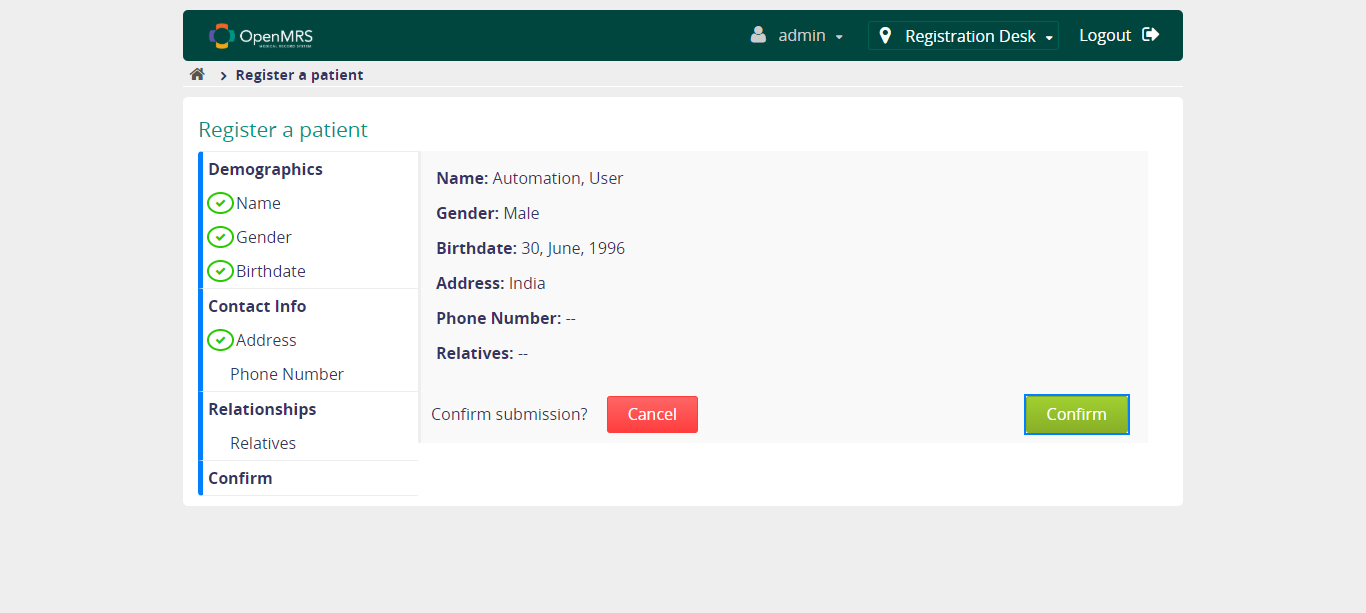 OpenMRS
MEDICAL RECORD SYSTEM
admin
Registration Desk
Logout
Register a patient
Register a patient
Demographics
Name
Gender
Birthdate
Contact Info
Address
Phone Number
Relationships
Relatives
Confirm
Name: Automation, User
Gender: Male
Birthdate: 30, June, 1996
Address: India
Phone Number: --
Relatives: --
Confirm submission?
Cancel
Confirm